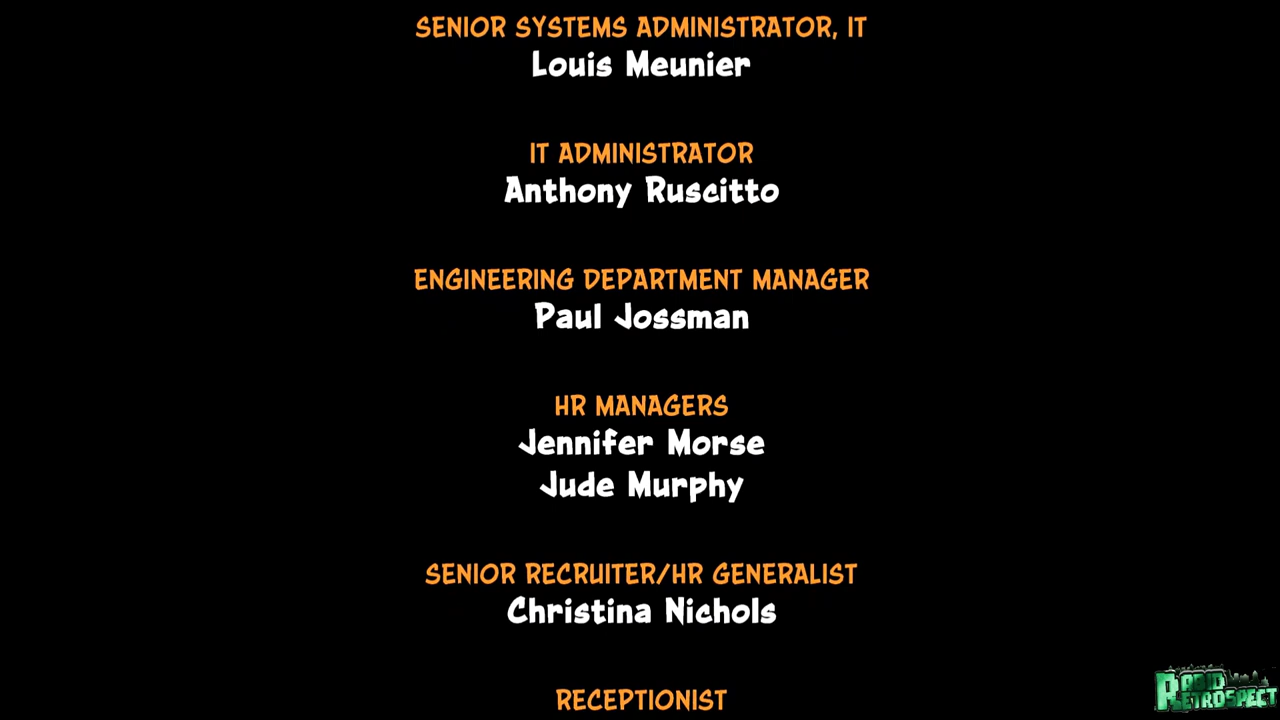 SENIOR SYSTEMS ADMINISTRATOR, IT
Louis Meunier
IT ADMINISTRATOR
Anthony Ruscitto
ENGINEERING DEPARTMENT MANAGER
Paul Jossman
HR MANAGERS
Jennifer Morse
Jude Murphy
SENIOR RECRUITER/HR GENERALIST
Christina Nichols
RECEPTIONIST
RABID
RETROSPECT